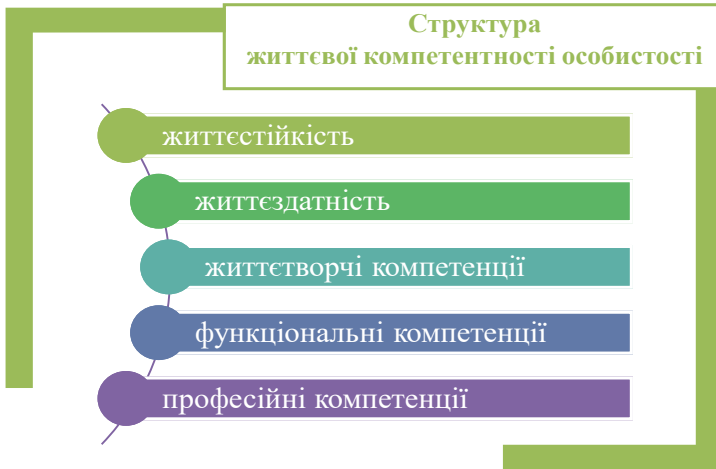 Структура
життєвої компетентності особистості
життєстійкість
життєздатність
життєтворчі компетенції
функціональні компетенції
професійні компетенції